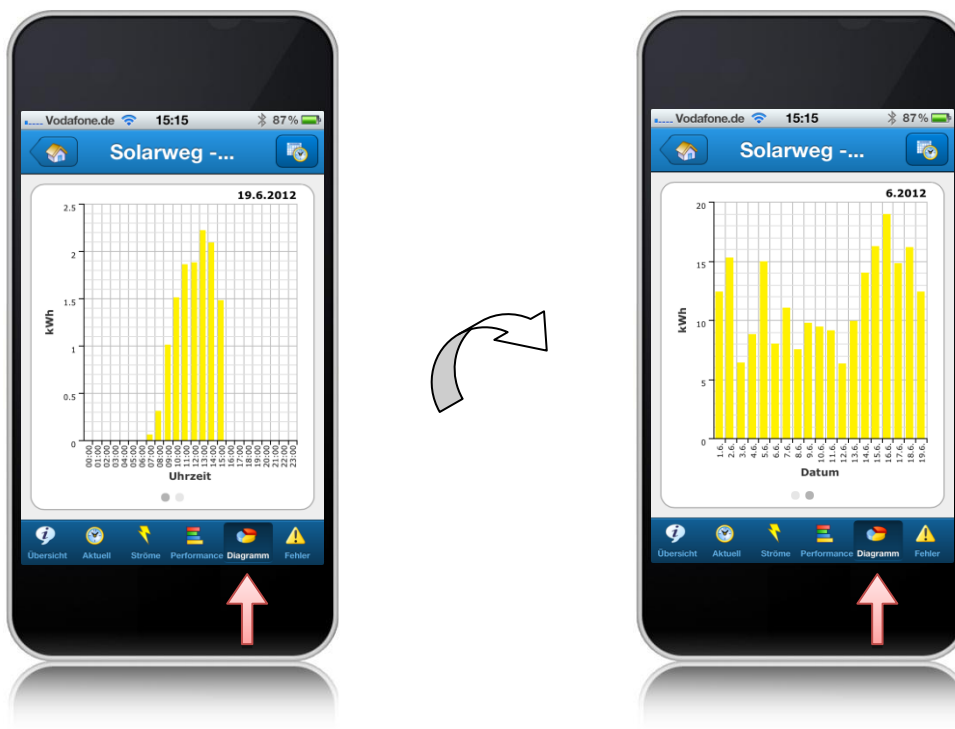 Vodafone.de 15:15 87%
Solarweg -...
19.6.2012
2.5
2
1.5
1
0.5
0
kWh
00:00 01:00 02:00 03:00 04:00 05:00 06:00 07:00 08:00 09:00 10:00 11:00 12:00 13:00 14:00 15:00 16:00 17:00 18:00 19:00 20:00 21:00 22:00 23:00
Uhrzeit
Übersicht Aktuell Ströme Performance Diagramm Fehler
Vodafone.de 15:15 87%
Solarweg -...
6.2012
20
15
10
5
0
kWh
1.6. 2.6. 3.6. 4.6. 5.6. 6.6. 7.6. 8.6. 9.6. 10.6. 11.6. 12.6. 13.6. 14.6. 15.6. 16.6. 17.6. 18.6. 19.6.
Datum
Übersicht Aktuell Ströme Performance Diagramm Fehler